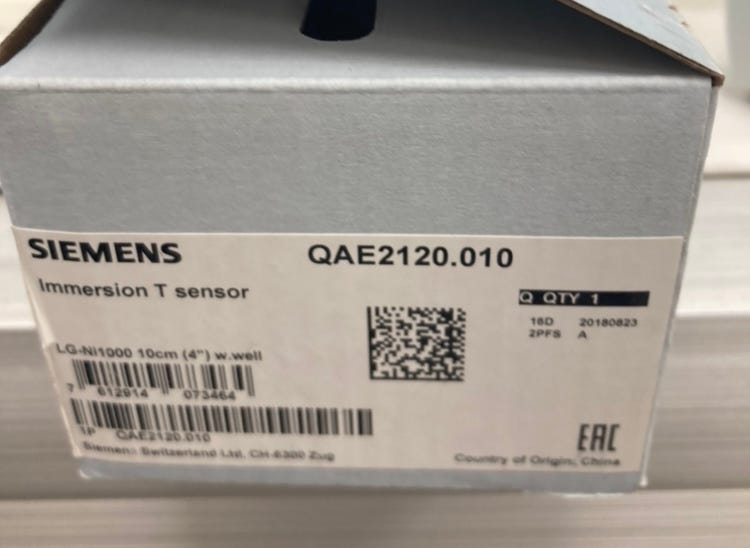 SIEMENS
QAE2120.010
Immersion T sensor
Q QTY 1
16D 20180823
2PFS A
LG-Ni1000 10cm (4") w.well
7 612914 073464
1P QAE2120.010
Siemens Switzerland Ltd, CH-6300 Zug
EAC
Country of Origin, China